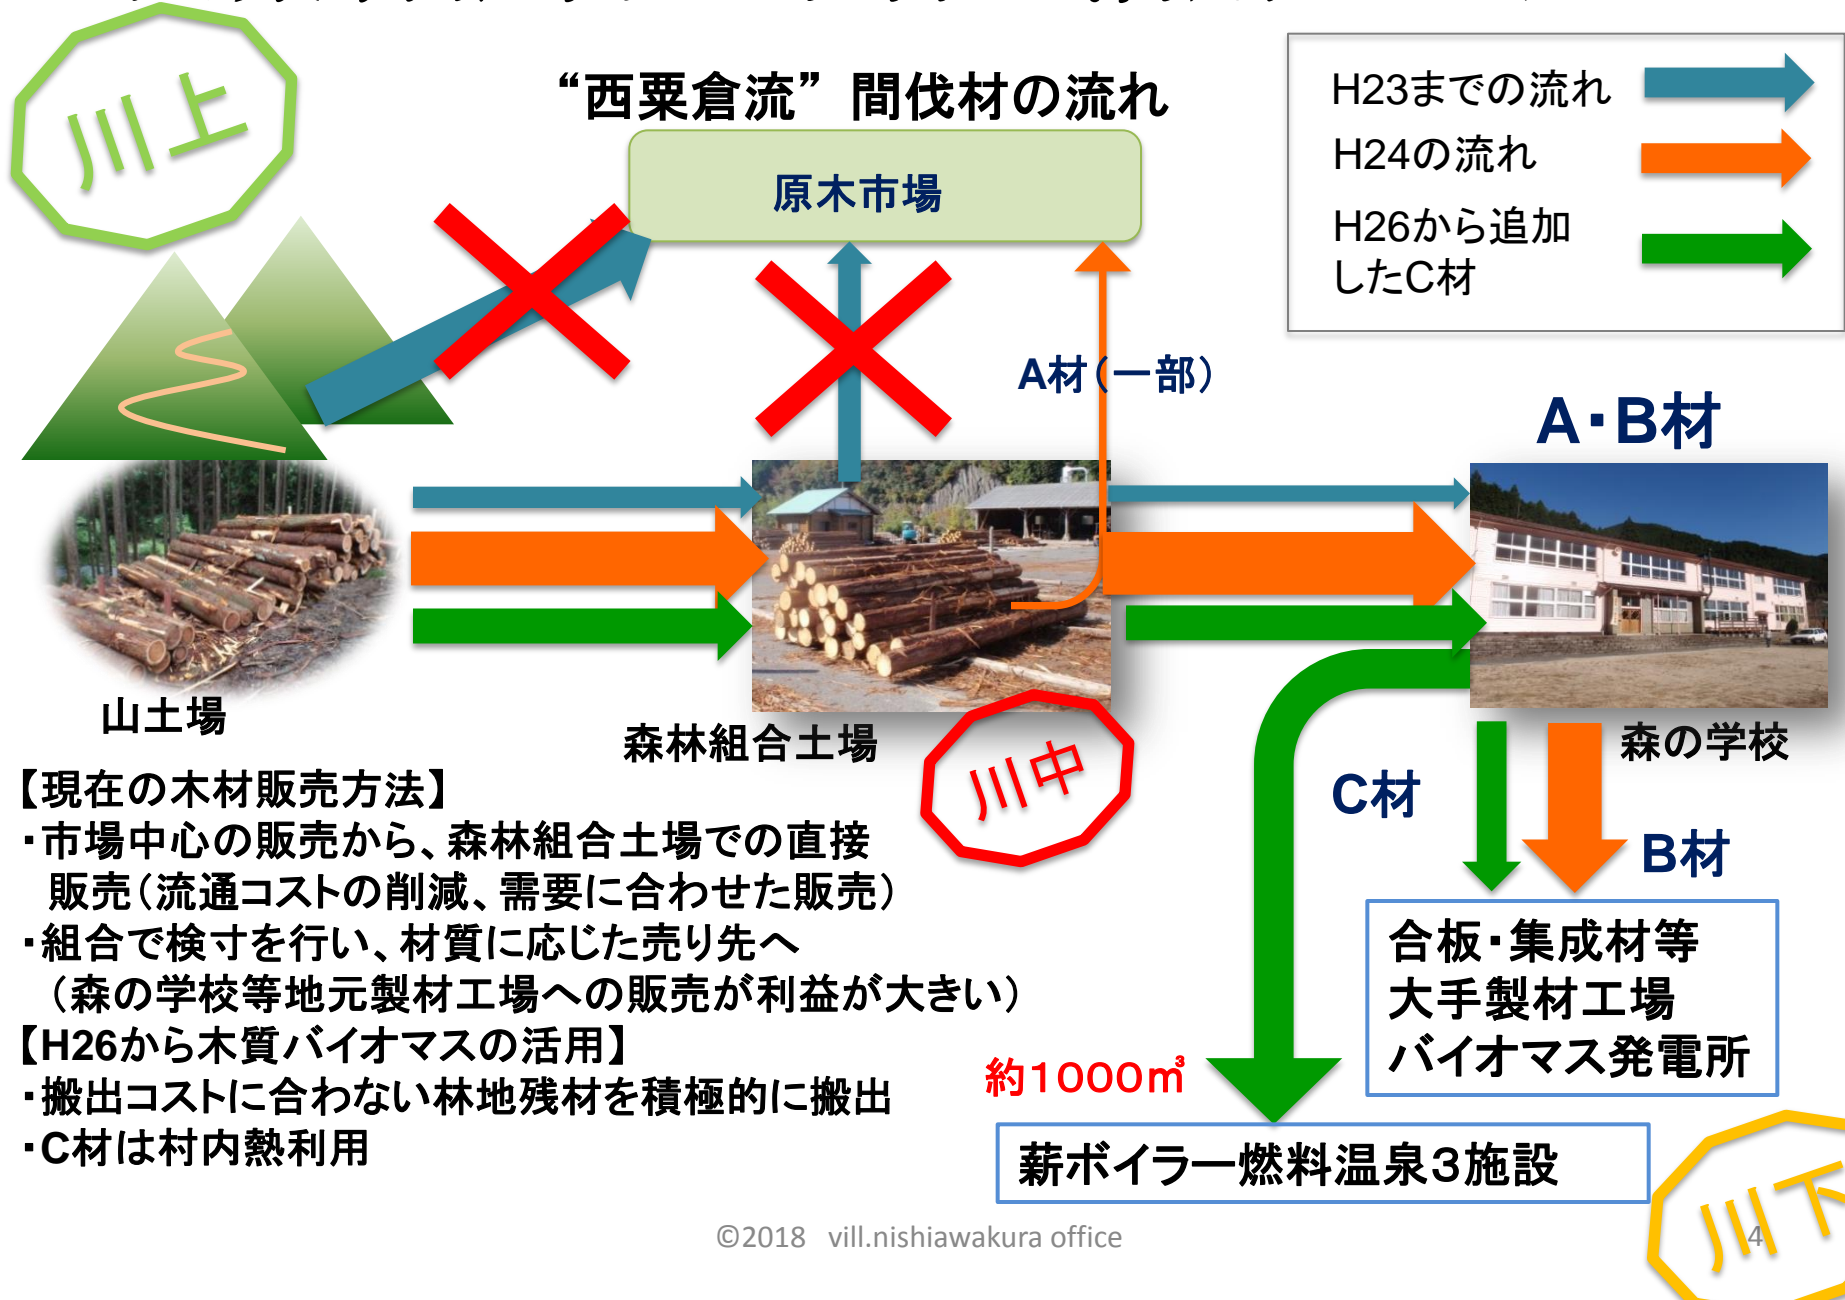 川上
“西粟倉流” 間伐材の流れ
H23までの流れ
H24の流れ
H26から追加
したC材
原木市場
A材(一部)
A・B材
山土場
森林組合土場
川中
森の学校
C材
B材
【現在の木材販売方法】
・市場中心の販売から、森林組合土場での直接
販売(流通コストの削減、需要に合わせた販売)
・組合で検寸を行い、材質に応じた売り先へ
(森の学校等地元製材工場への販売が利益が大きい)
【H26から木質バイオマスの活用】
・搬出コストに合わない林地残材を積極的に搬出
・C材は村内熱利用
合板・集成材等
大手製材工場
バイオマス発電所
約1000㎥
薪ボイラー燃料温泉3施設
川下
©2018 vill.nishiawakura office
4